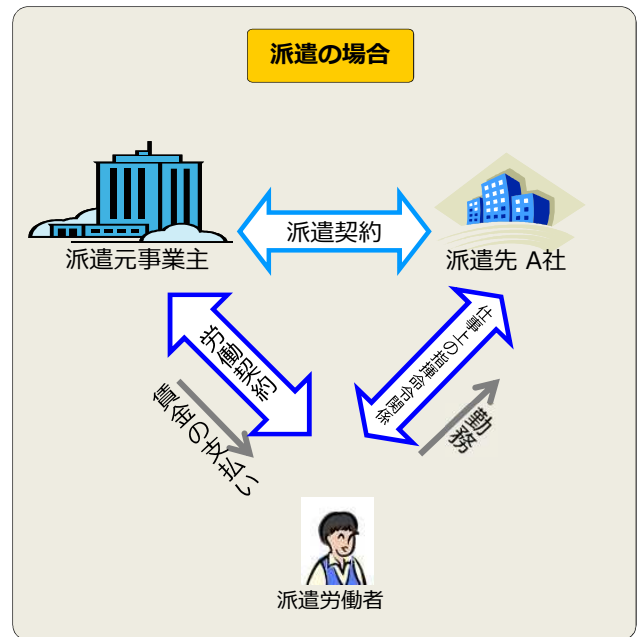 派遣の場合
派遣契約
派遣元事業主
派遣先 A社
労働契約
仕事上の指揮命令関係
賃金の支払い
勤務
派遣労働者